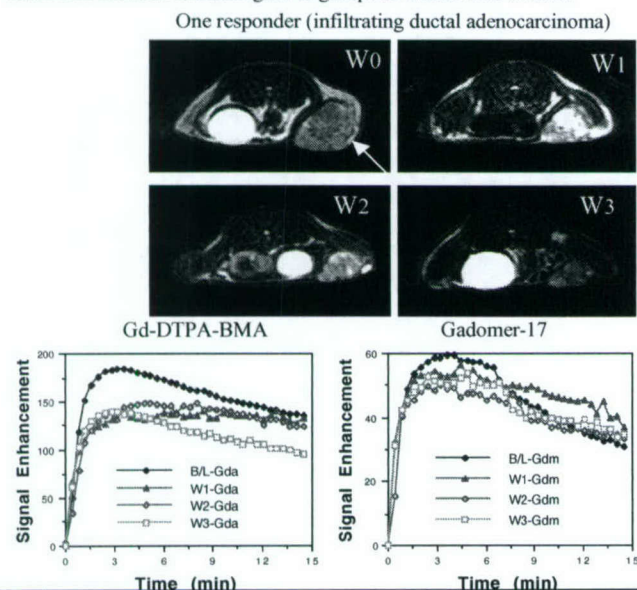 One responder (infiltrating ductal adenocarcinoma)
W0
W1
W2
W3
Gd-DTPA-BMA
Gadomer-17
Signal Enhancement
200
150
100
50
0
B/L-Gda
W1-Gda
W2-Gda
W3-Gda
0 3 6 9 12 15
Time (min)
Signal Enhancement
60
40
20
0
B/L-Gdm
W1-Gdm
W2-Gdm
W3-Gdm
0 3 6 9 12 15
Time (min)